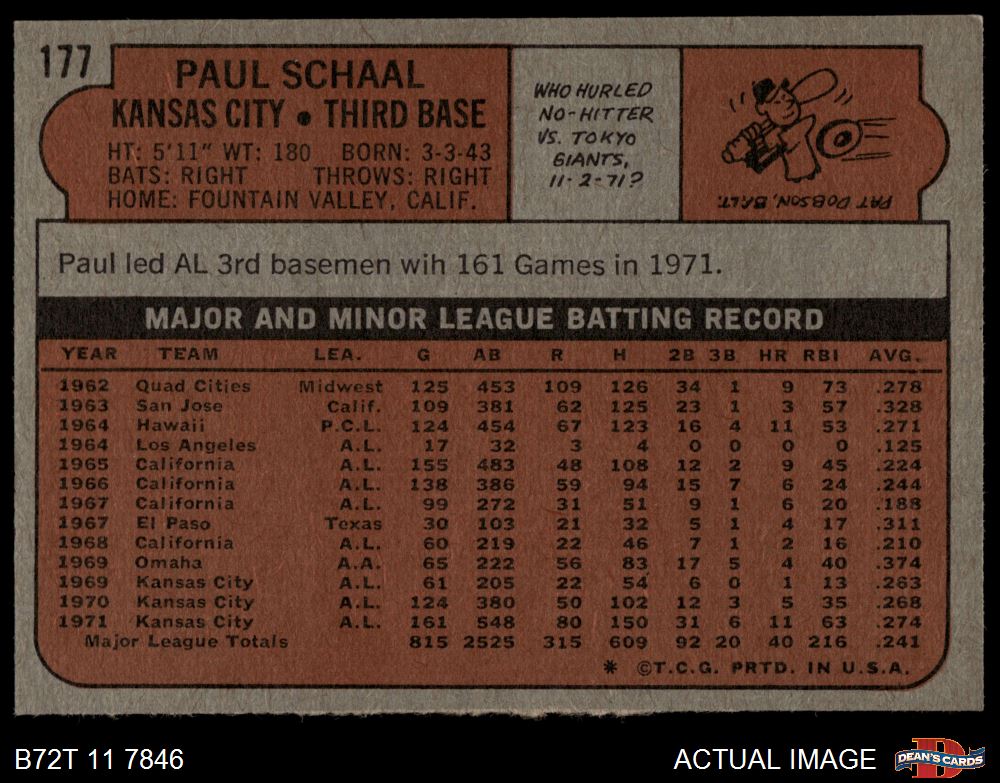 177
PAUL SCHAAL
KANSAS CITY • THIRD BASE
HT: 5'11" WT: 180 BORN: 3-3-43
BATS: RIGHT THROWS: RIGHT
HOME: FOUNTAIN VALLEY, CALIF.
WHO HURLED
NO-HITTER
VS. TOKYO
GIANTS,
11-2-71?
PAT DOBSON, BALT.
Paul led AL 3rd basemen wih 161 Games in 1971.
MAJOR AND MINOR LEAGUE BATTING RECORD
YEAR TEAM LEA. G AB R H 2B 3B HR RBI AVG.
1962 Quad Cities Midwest 125 453 109 126 34 1 9 73 .278
1963 San Jose Calif. 109 381 62 125 23 1 3 57 .328
1964 Hawaii P.C.L. 124 454 67 123 16 4 11 53 .271
1964 Los Angeles A.L. 17 32 3 4 0 0 0 0 .125
1965 California A.L. 155 483 48 108 12 2 9 45 .224
1966 California A.L. 138 386 59 94 15 7 6 24 .244
1967 California A.L. 99 272 31 51 9 1 6 20 .188
1967 El Paso Texas 30 103 21 32 5 1 4 17 .311
1968 California A.L. 60 219 22 46 7 1 2 16 .210
1969 Omaha A.A. 65 222 56 83 17 5 4 40 .374
1969 Kansas City A.L. 61 205 22 54 6 0 1 13 .263
1970 Kansas City A.L. 124 380 50 102 12 3 5 35 .268
1971 Kansas City A.L. 161 548 80 150 31 6 11 63 .274
Major League Totals 815 2525 315 609 92 20 40 216 .241
* ©T.C.G. PRTD. IN U.S.A.
B72T 11 7846
ACTUAL IMAGE
D
DEAN'S CARDS